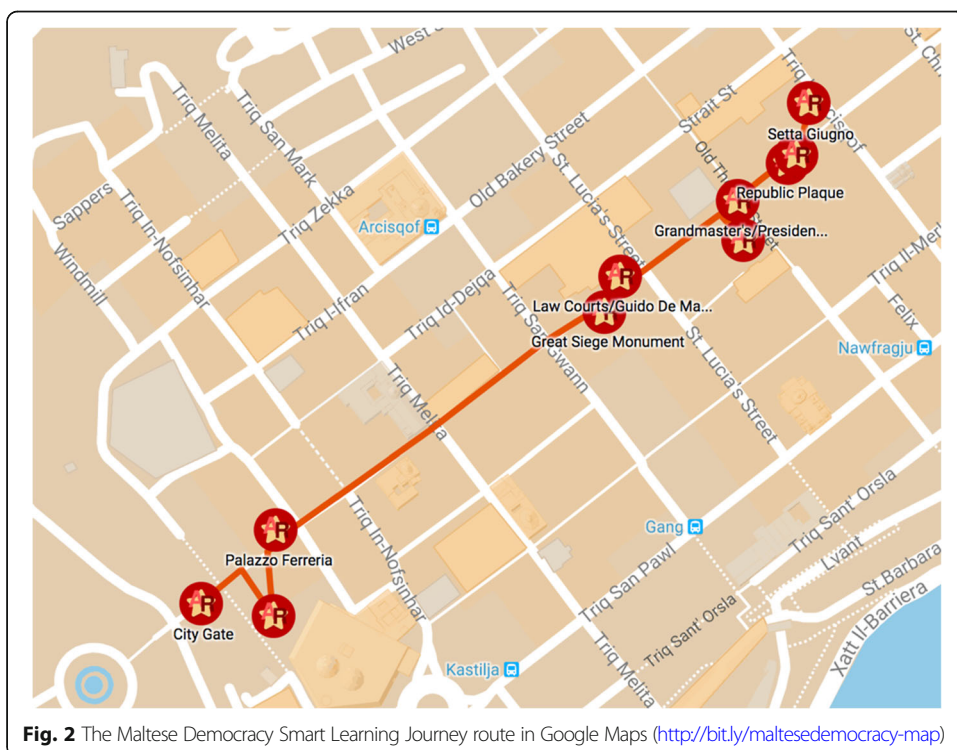 West S
St. Ch
Triq L'Arcisqof
Strait St
Setta Giugno
Triq Melita
Triq San Mark
Old Bakery Street
Old Th
Street
Republic Plaque
St. Lucia's Street
Sappers
Triq In-Nofsinhar
Triq Zekka
Arcisqof
Grandmaster's/Presiden...
Triq Il-Meri
Windmill
Triq I-Ifran
Triq Id-Dejqa
Law Courts/Guido De Ma...
Felix
Great Siege Monument
Triq San Gwann
St. Lucia's Street
Nawfragju
Triq Melita
Palazzo Ferreria
Triq In-Nofsinhar
Gang
Triq Sant' Orsla
Lvant
City Gate
Triq San Pawl
St. Barbara
Triq Sant' Orsla
Xatt Il-Barriera
Kastilja
Triq Melita
Fig. 2 The Maltese Democracy Smart Learning Journey route in Google Maps (http://bit.ly/maltesedemocracy-map)